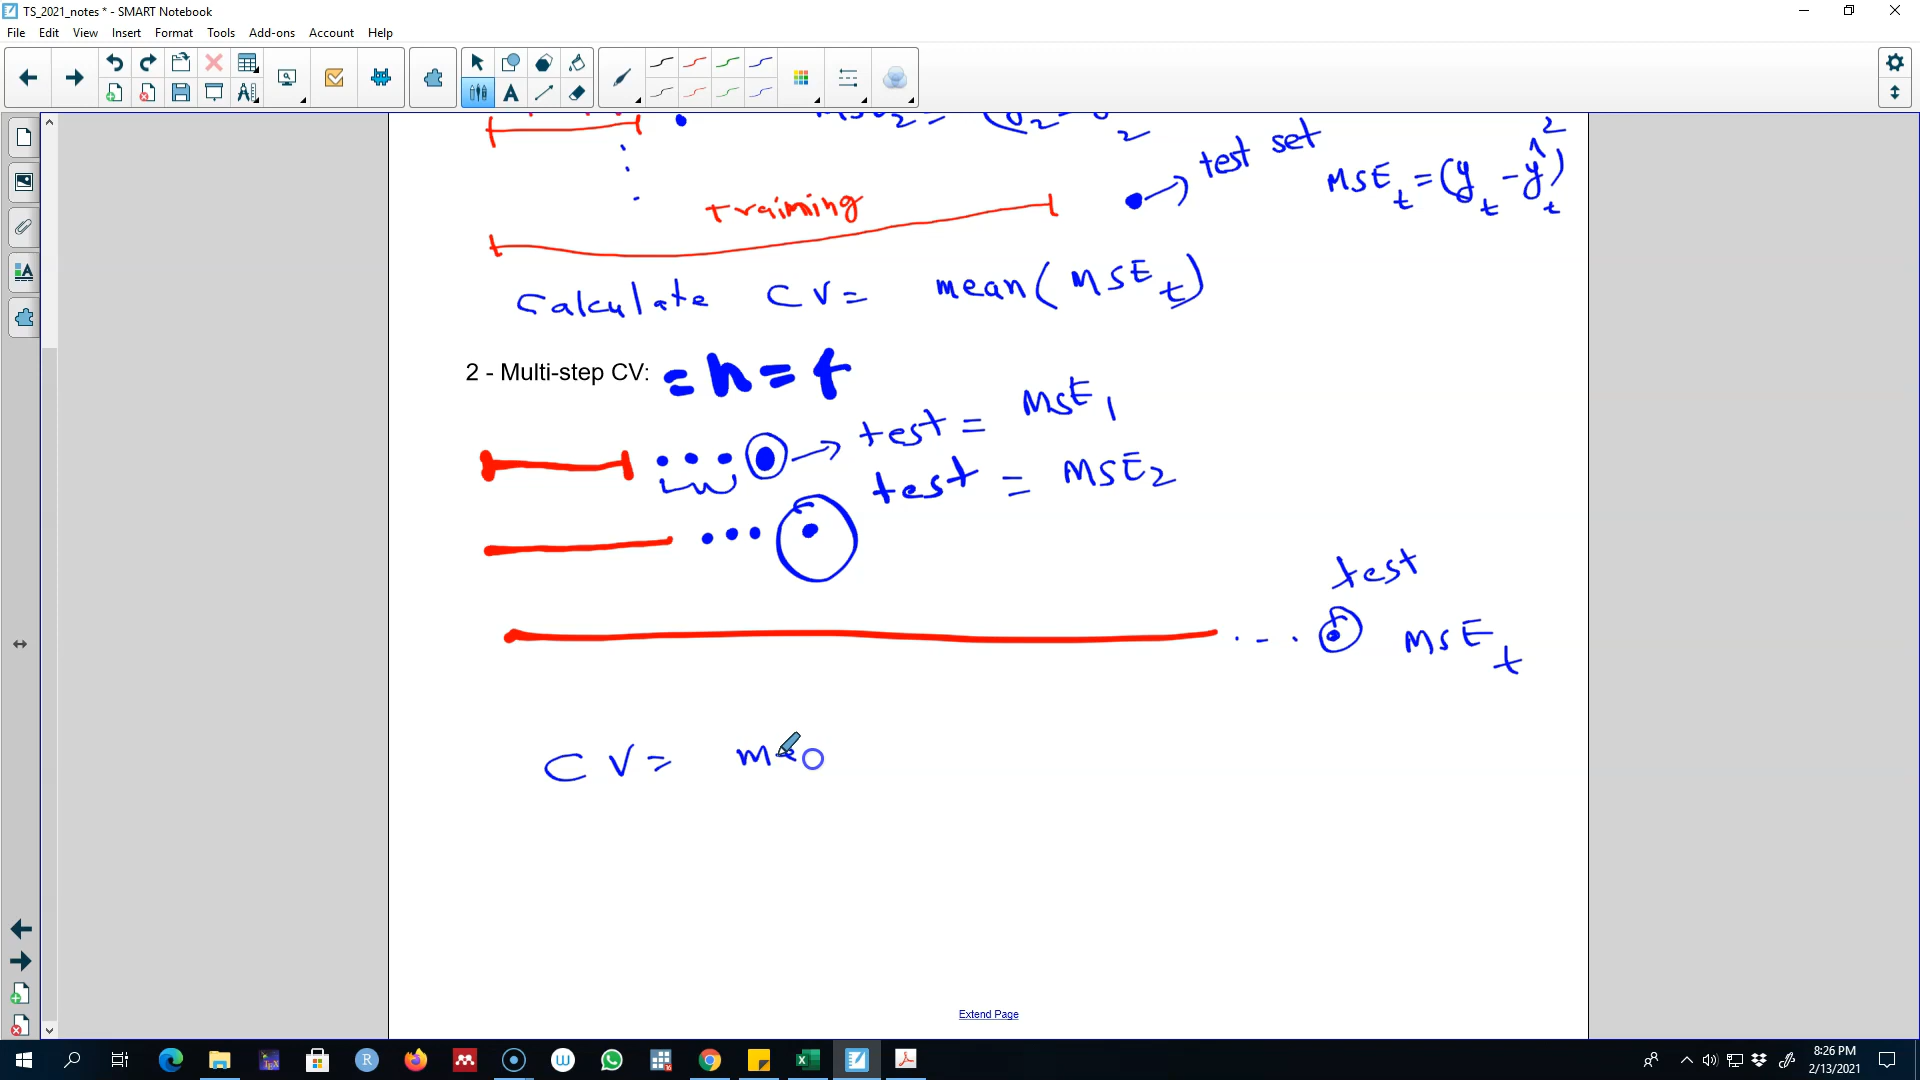 TS_2021_notes * - SMART Notebook
File Edit View Insert Format Tools Add-ons Account Help
test set
MSE_t = (y_t - ŷ_t)^2
Training
Calculate CV = mean(MSE_t)
2 - Multi-step CV: = h = 4
test = MSE_1
test = MSE_2
test
MSE_t
CV = mea
Extend Page
8:26 PM
2/13/2021